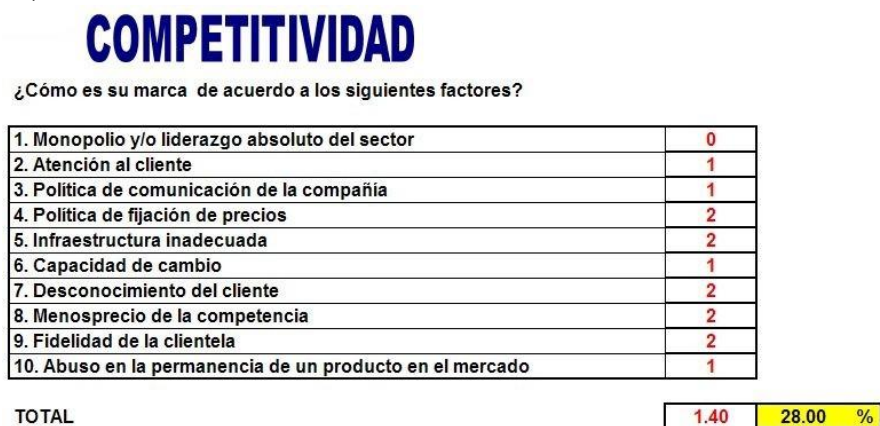 COMPETITIVIDAD
¿Cómo es su marca de acuerdo a los siguientes factores?
1. Monopolio y/o liderazgo absoluto del sector 0
2. Atención al cliente 1
3. Política de comunicación de la compañía 1
4. Política de fijación de precios 2
5. Infraestructura inadecuada 2
6. Capacidad de cambio 1
7. Desconocimiento del cliente 2
8. Menosprecio de la competencia 2
9. Fidelidad de la clientela 2
10. Abuso en la permanencia de un producto en el mercado 1
TOTAL 1.40 28.00 %